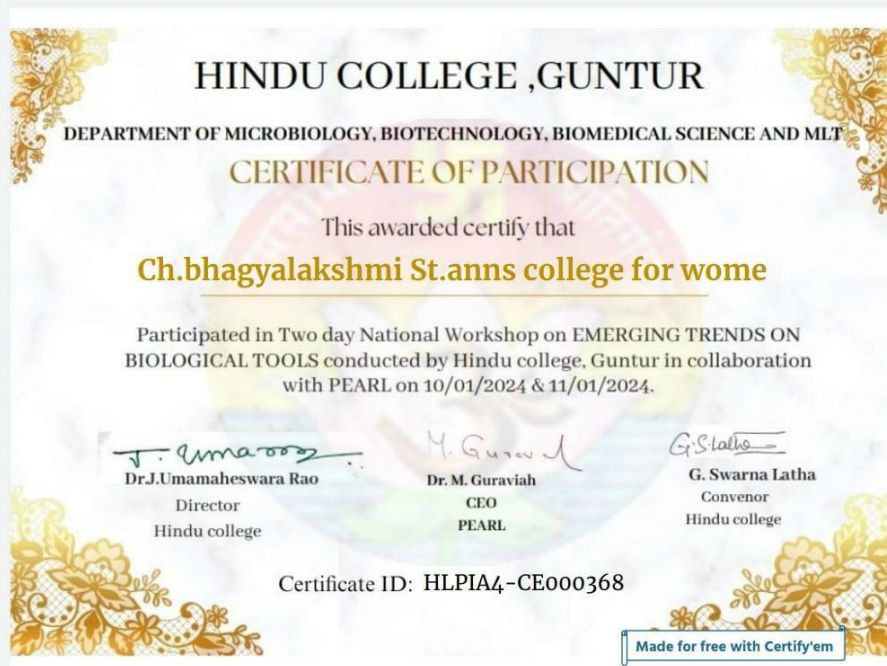 HINDU COLLEGE ,GUNTUR
DEPARTMENT OF MICROBIOLOGY, BIOTECHNOLOGY, BIOMEDICAL SCIENCE AND MLT
CERTIFICATE OF PARTICIPATION
This awarded certify that
Ch.bhagyalakshmi St.anns college for wome
Participated in Two day National Workshop on EMERGING TRENDS ON
BIOLOGICAL TOOLS conducted by Hindu college, Guntur in collaboration
with PEARL on 10/01/2024 & 11/01/2024.
G.S.Latha
Dr.J.Umamaheswara Rao
Dr. M. Guraviah
G. Swarna Latha
Director
CEO
Convenor
Hindu college
PEARL
Hindu college
Certificate ID: HLPIA4-CE000368
Made for free with Certify'em